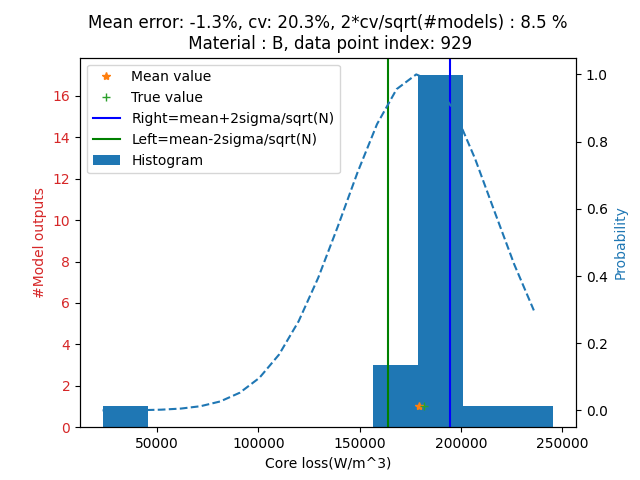 Mean error: -1.3%, cv: 20.3%, 2*cv/sqrt(#models) : 8.5 %
Material : B, data point index: 929
Mean value
True value
Right=mean+2sigma/sqrt(N)
Left=mean-2sigma/sqrt(N)
Histogram
#Model outputs
16
14
12
10
8
6
4
2
0
1.0
0.8
0.6
0.4
0.2
0.0
Probability
50000
100000
150000
200000
250000
Core loss(W/m^3)